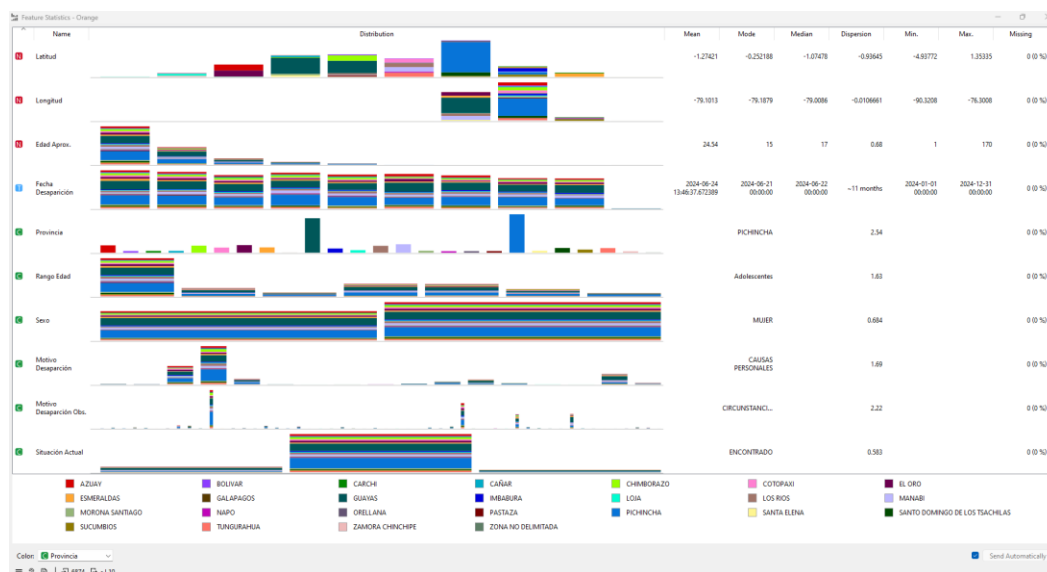 Feature Statistics - Orange
Name Distribution Mean Mode Median Dispersion Min. Max. Missing
N Latitud -1.27421 -0.252188 -1.07478 -0.93645 -4.93772 1.35335 0 (0 %)
N Longitud -79.1013 -79.1879 -79.0086 -0.0106661 -90.3208 -76.3008 0 (0 %)
N Edad Aprox. 24.54 15 17 0.68 1 170 0 (0 %)
T Fecha Desaparición 2024-06-24 13:46:37.672389 2024-06-21 00:00:00 2024-06-22 00:00:00 ~11 months 2024-01-01 00:00:00 2024-12-31 00:00:00 0 (0 %)
C Provincia PICHINCHA 2.54 0 (0 %)
C Rango Edad Adolescentes 1.63 0 (0 %)
C Sexo MUJER 0.684 0 (0 %)
C Motivo Desaparción CAUSAS PERSONALES 1.69 0 (0 %)
C Motivo Desaparción Obs. CIRCUNSTANCI... 2.22 0 (0 %)
C Situación Actual ENCONTRADO 0.583 0 (0 %)
AZUAY BOLIVAR CARCHI CAÑAR CHIMBORAZO COTOPAXI EL ORO
ESMERALDAS GALAPAGOS GUAYAS IMBABURA LOJA LOS RIOS MANABI
MORONA SANTIAGO NAPO ORELLANA PASTAZA PICHINCHA SANTA ELENA SANTO DOMINGO DE LOS TSACHILAS
SUCUMBIOS TUNGURAHUA ZAMORA CHINCHIPE ZONA NO DELIMITADA
Color: C Provincia Send Automatically